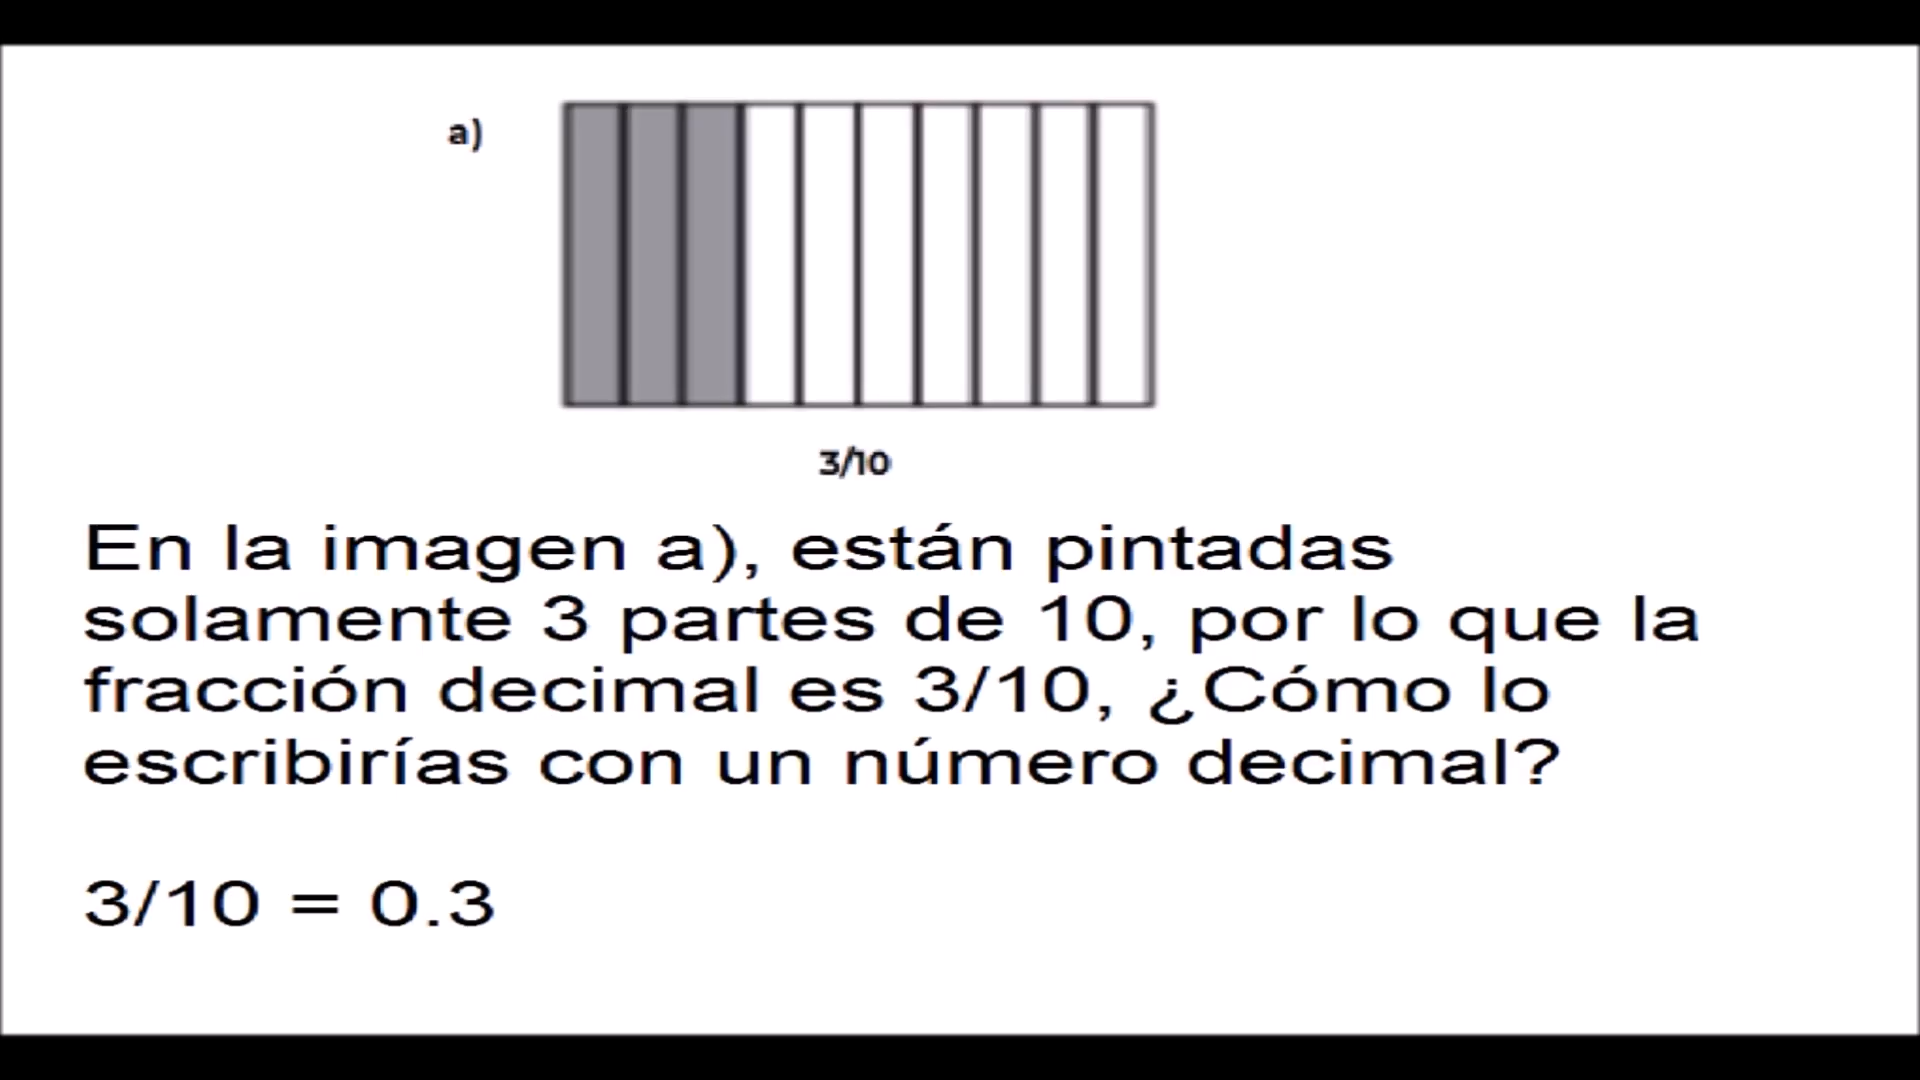 a)
3/10
En la imagen a), están pintadas
solamente 3 partes de 10, por lo que la
fracción decimal es 3/10, ¿Cómo lo
escribirías con un número decimal?
3/10 = 0.3